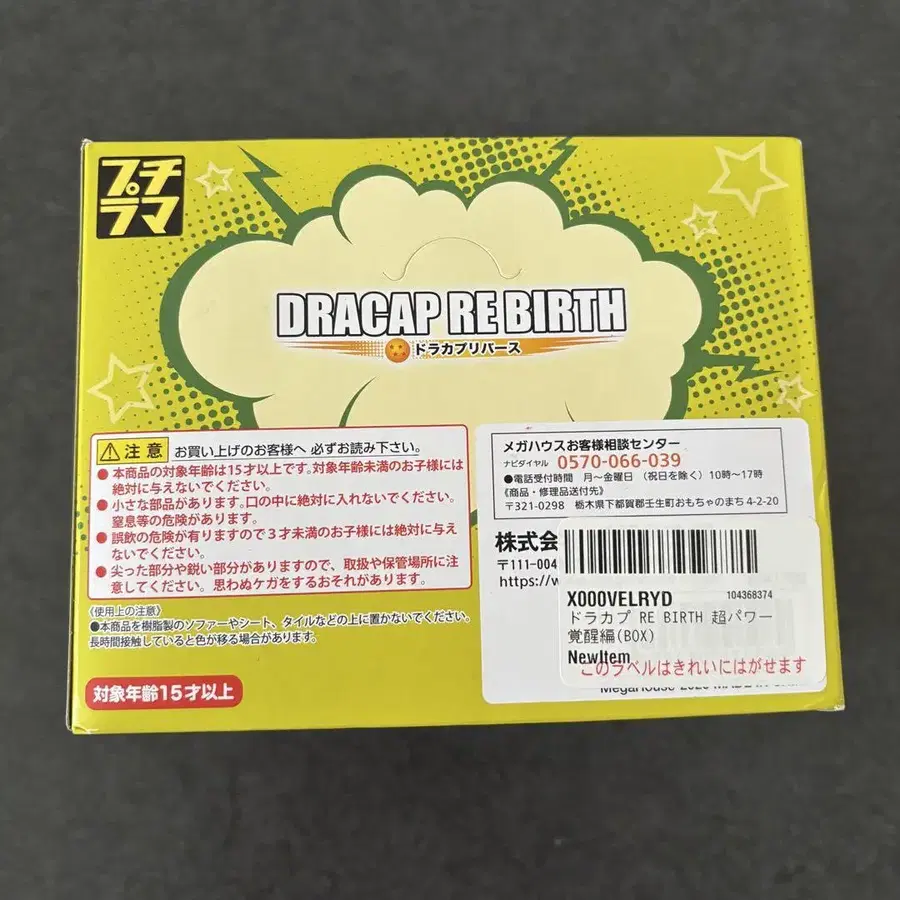 プチ
ラマ
DRACAP RE BIRTH
ドラカプリバース
注意 お買い上げのお客様へ 必ずお読み下さい。
●本商品の対象年齢は15才以上です。対象年齢未満のお子様には
絶対に与えないでください。
●小さな部品があります。口の中に絶対に入れないでください。
窒息等の危険があります。
●誤飲の危険が有りますので3才未満のお子様には絶対に与え
ないでください。
●尖った部分や鋭い部分がありますので、取扱や保管場所に注
意してください。思わぬケガをするおそれがあります。
《使用上の注意》
●本商品を樹脂製のソファーやシート、タイルなどの上に置かないでください。
長時間接触していると色が移る場合があります。
対象年齢15才以上
メガハウスお客様相談センター
ナビダイヤル 0570-066-039
●電話受付時間 月～金曜日 (祝日を除く) 10時～17時
《商品・修理品送付先》
〒321-0298 栃木県下都賀郡壬生町おもちゃのまち4-2-20
株式会
〒111-004
https://w
X000VELRYD
104368374
ドラカプ RE BIRTH 超パワー
覚醒編(BOX)
NewItem
このラベルはきれいにはがせます
MegaHouse